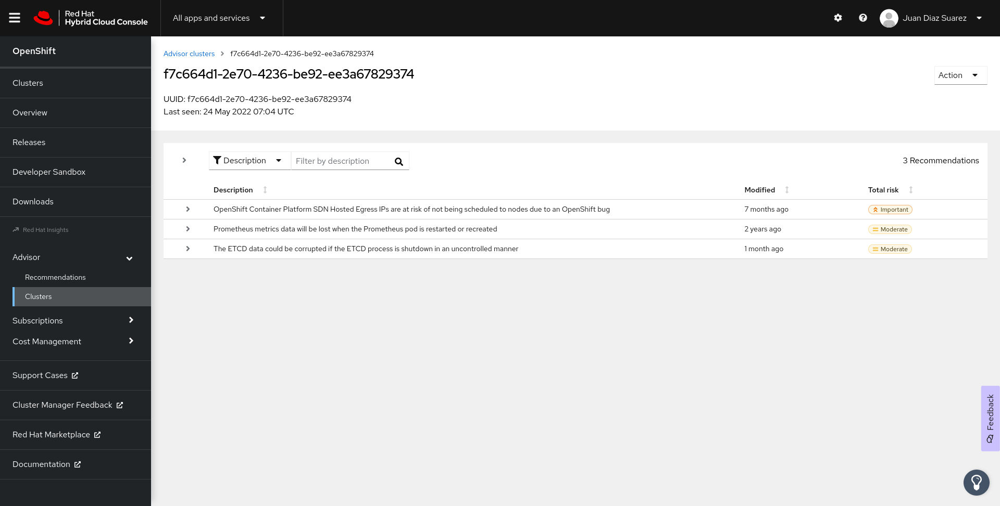 Red Hat
Hybrid Cloud Console
All apps and services
Juan Diaz Suarez
OpenShift
Clusters
Overview
Releases
Developer Sandbox
Downloads
Red Hat Insights
Advisor
Recommendations
Clusters
Subscriptions
Cost Management
Support Cases
Cluster Manager Feedback
Red Hat Marketplace
Documentation
Advisor clusters > f7c664d1-2e70-4236-be92-ee3a67829374
f7c664d1-2e70-4236-be92-ee3a67829374
Action
UUID: f7c664d1-2e70-4236-be92-ee3a67829374
Last seen: 24 May 2022 07:04 UTC
Description
Filter by description
3 Recommendations
Description Modified Total risk
OpenShift Container Platform SDN Hosted Egress IPs are at risk of not being scheduled to nodes due to an OpenShift bug 7 months ago Important
Prometheus metrics data will be lost when the Prometheus pod is restarted or recreated 2 years ago Moderate
The ETCD data could be corrupted if the ETCD process is shutdown in an uncontrolled manner 1 month ago Moderate
Feedback